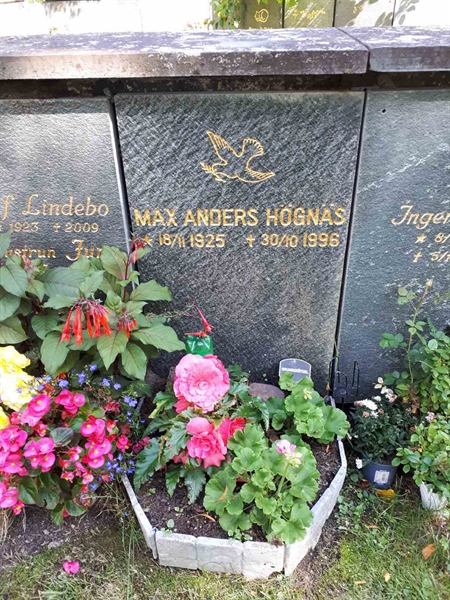 MAX ANDERS HÖGNÄS
* 18/11 1925 + 30/10 1996
f Lindebo
1923 + 2009
Inger